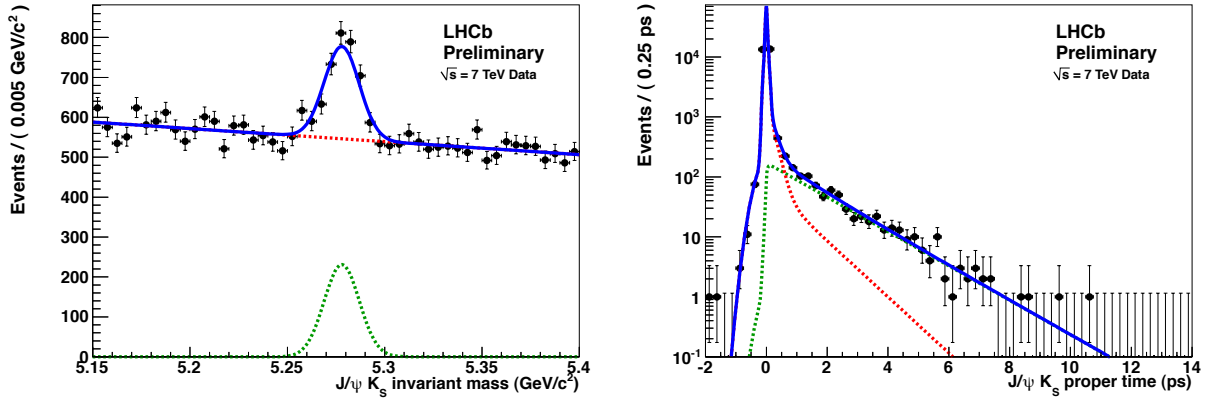 Events / ( 0.005 GeV/c²)
800
700
600
500
400
300
200
100
0
LHCb
Preliminary
√s = 7 TeV Data
5.15 5.2 5.25 5.3 5.35 5.4
J/ψ K_S invariant mass (GeV/c²)
Events / ( 0.25 ps)
10⁴
10³
10²
10
1
10⁻¹
LHCb
Preliminary
√s = 7 TeV Data
-2 0 2 4 6 8 10 12 14
J/ψ K_S proper time (ps)